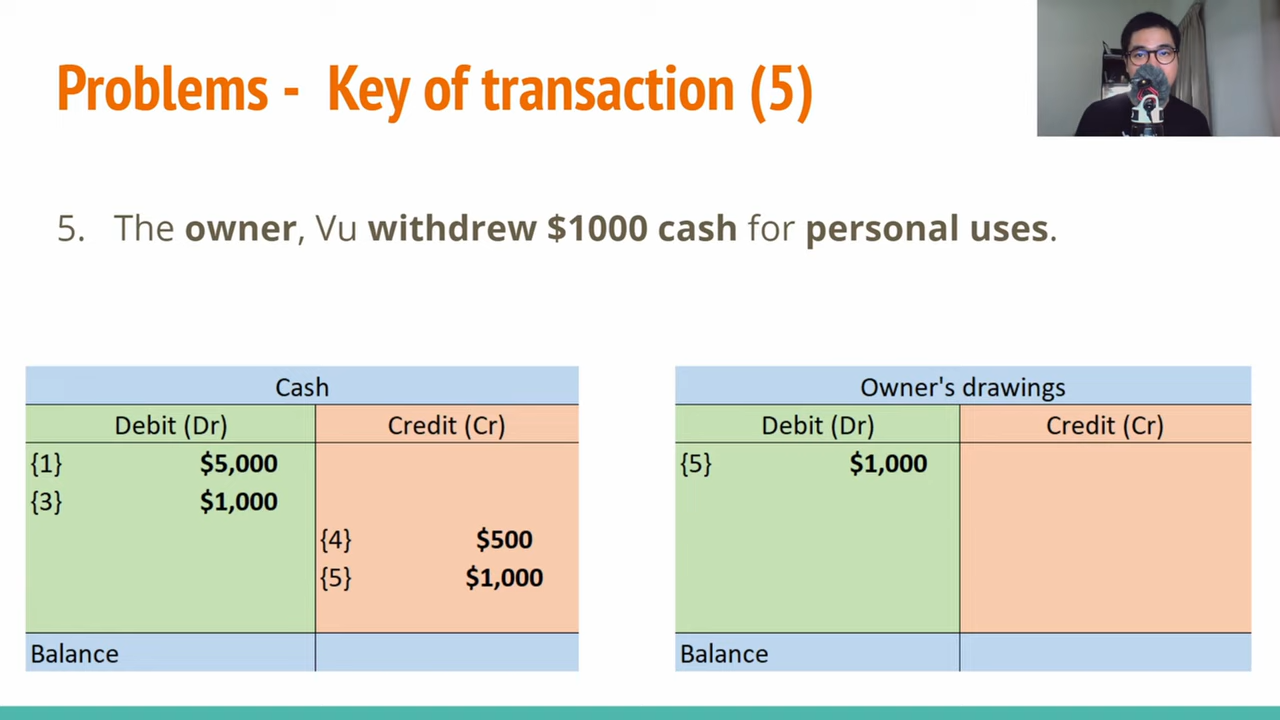 Problems - Key of transaction (5)
5. The owner, Vu withdrew $1000 cash for personal uses.
Cash
Debit (Dr) Credit (Cr)
{1} $5,000
{3} $1,000
{4} $500
{5} $1,000
Balance
Owner's drawings
Debit (Dr) Credit (Cr)
{5} $1,000
Balance